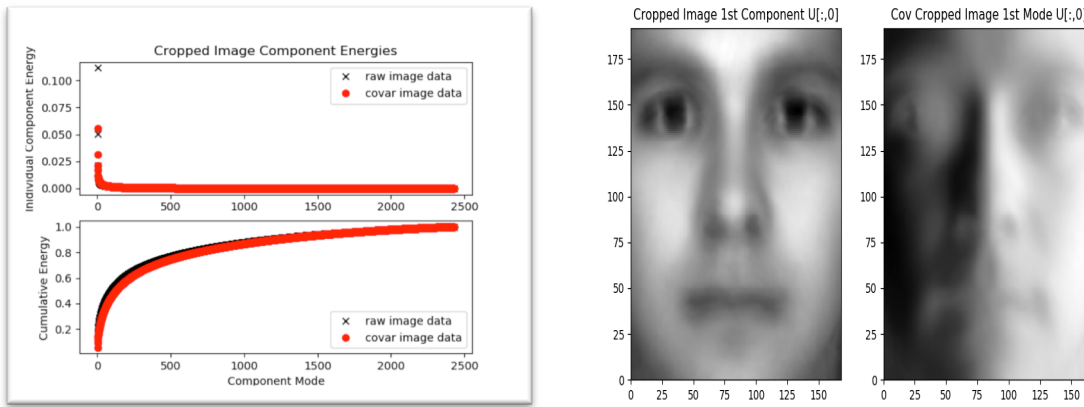 Cropped Image Component Energies
Inidividual Component Energy
0.100
0.075
0.050
0.025
0.000
raw image data
covar image data
0 500 1000 1500 2000 2500
Cumulative Energy
1.0
0.8
0.6
0.4
0.2
raw image data
covar image data
0 500 1000 1500 2000 2500
Component Mode
Cropped Image 1st Component U[:,0]
175
150
125
100
75
50
25
0
0 25 50 75 100 125 150
Cov Cropped Image 1st Mode U[:,0]
175
150
125
100
75
50
25
0
0 25 50 75 100 125 150